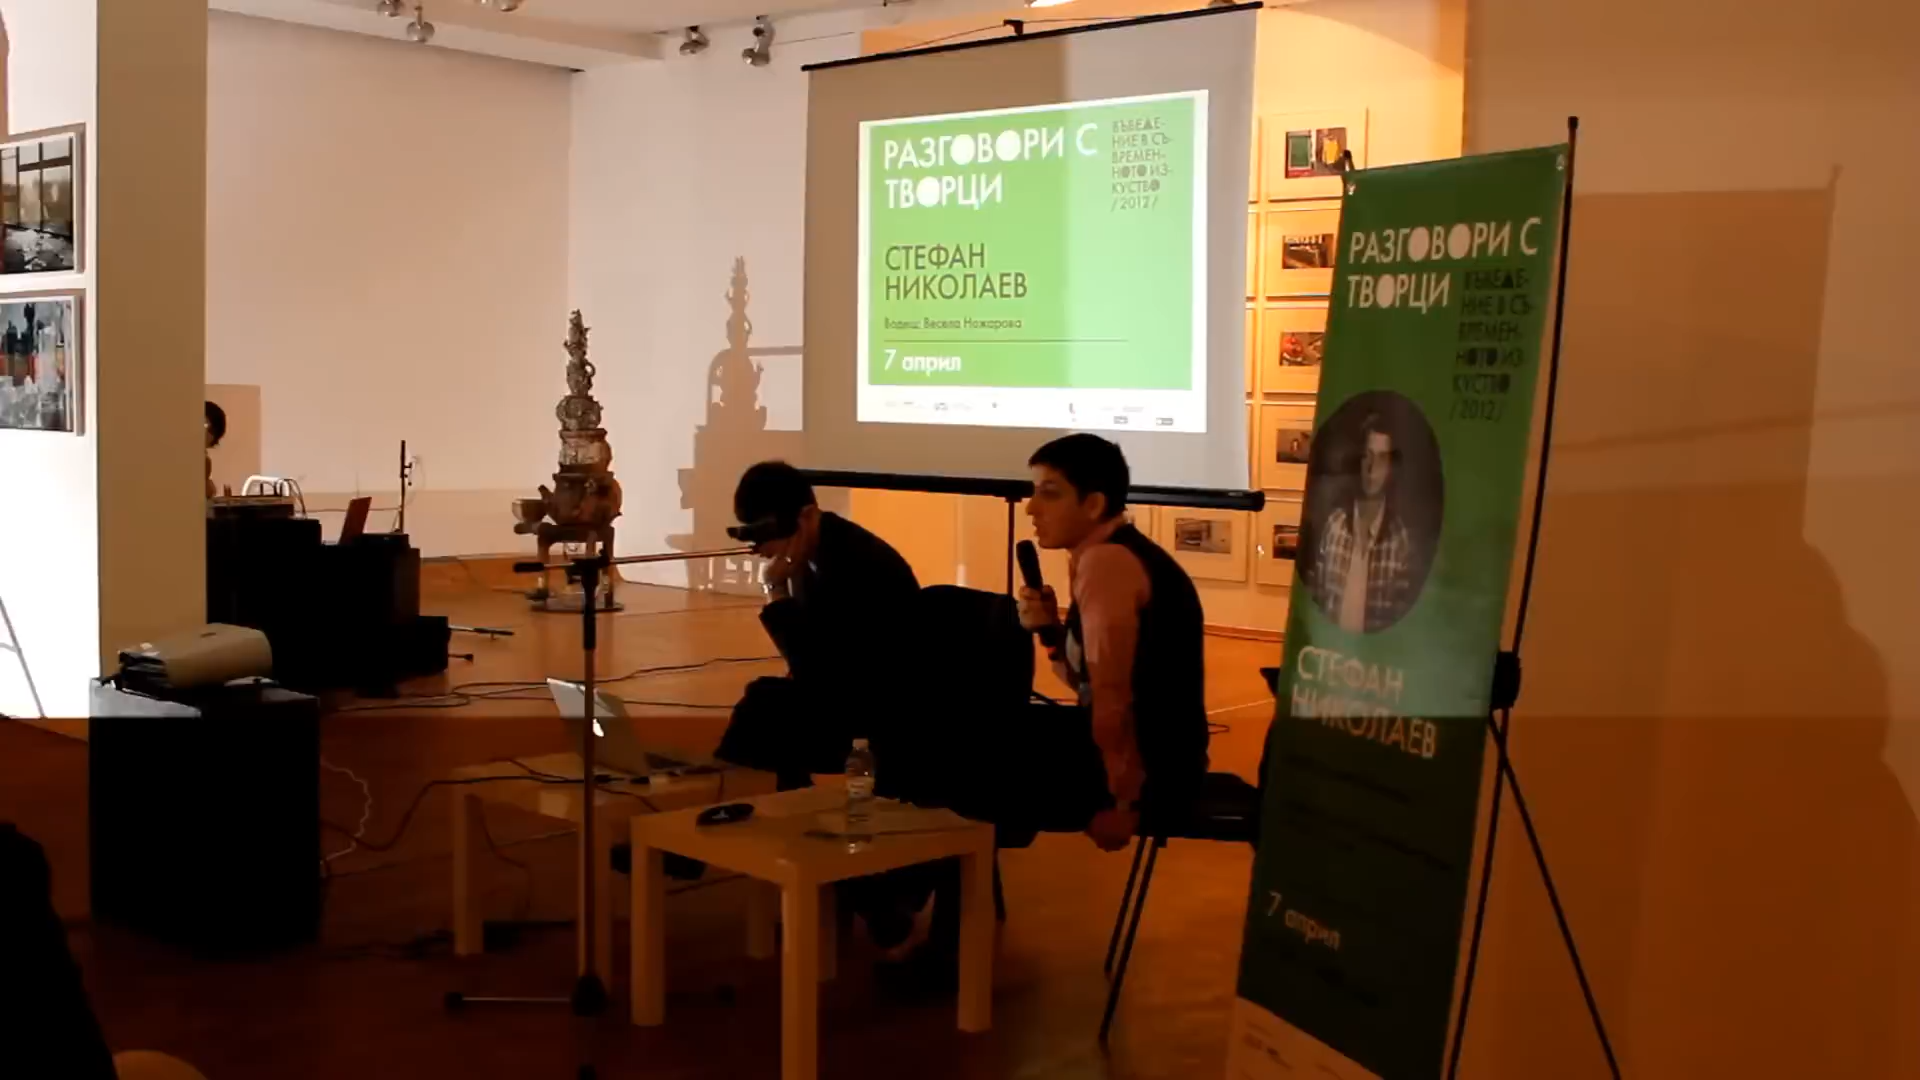 РАЗГОВОРИ С
ТВОРЦИ
ВЪВЕДЕ-
НИЕ В СЪ-
ВРЕМЕН-
НОТО ИЗ-
КУСТВО
/ 2012 /
СТЕФАН
НИКОЛАЕВ
Водещ: Весела Ножарова
7 април
РАЗГОВОРИ С
ТВОРЦИ
ВЪВЕДЕ-
НИЕ В СЪ-
ВРЕМЕН-
НОТО ИЗ-
КУСТВО
/ 2012 /
СТЕФАН
НИКОЛАЕВ
7 април